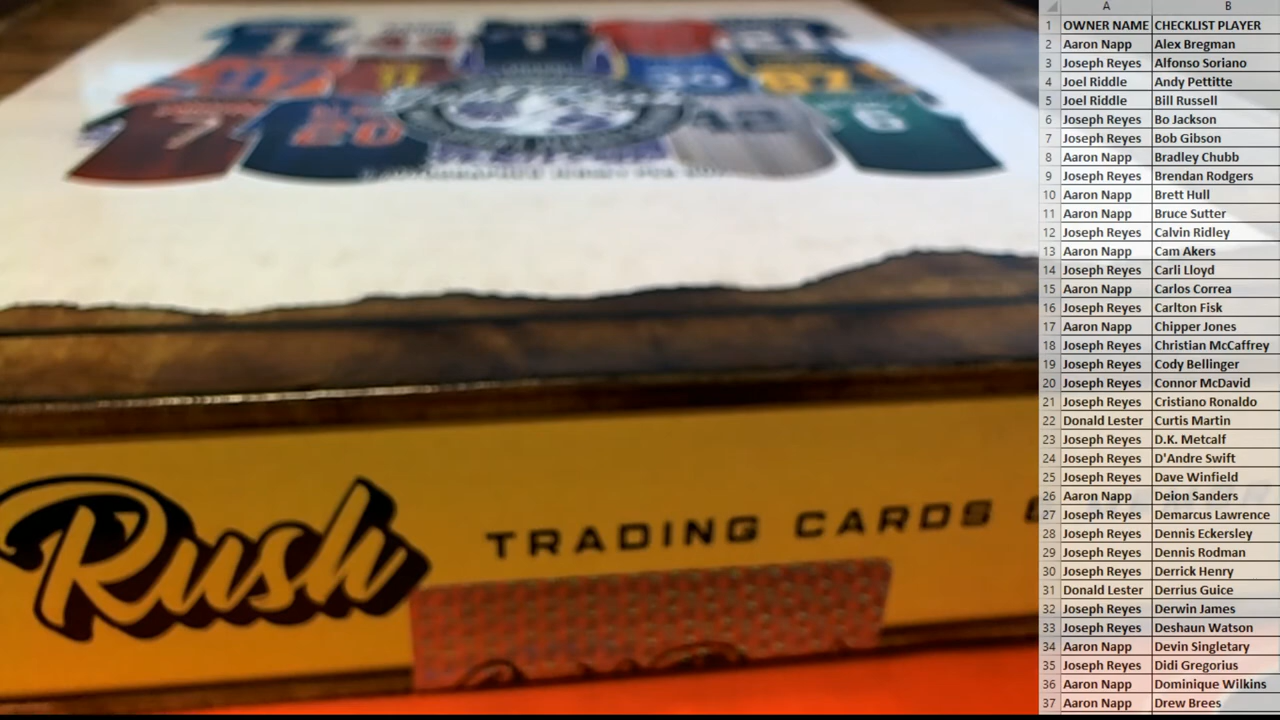 7
20
42
6
Rush
TRADING CARDS
A B
1 OWNER NAME CHECKLIST PLAYER
2 Aaron Napp Alex Bregman
3 Joseph Reyes Alfonso Soriano
4 Joel Riddle Andy Pettitte
5 Joel Riddle Bill Russell
6 Joseph Reyes Bo Jackson
7 Joseph Reyes Bob Gibson
8 Aaron Napp Bradley Chubb
9 Joseph Reyes Brendan Rodgers
10 Aaron Napp Brett Hull
11 Aaron Napp Bruce Sutter
12 Joseph Reyes Calvin Ridley
13 Aaron Napp Cam Akers
14 Joseph Reyes Carli Lloyd
15 Aaron Napp Carlos Correa
16 Joseph Reyes Carlton Fisk
17 Aaron Napp Chipper Jones
18 Joseph Reyes Christian McCaffrey
19 Joseph Reyes Cody Bellinger
20 Joseph Reyes Connor McDavid
21 Joseph Reyes Cristiano Ronaldo
22 Donald Lester Curtis Martin
23 Joseph Reyes D.K. Metcalf
24 Joseph Reyes D'Andre Swift
25 Joseph Reyes Dave Winfield
26 Aaron Napp Deion Sanders
27 Joseph Reyes Demarcus Lawrence
28 Joseph Reyes Dennis Eckersley
29 Joseph Reyes Dennis Rodman
30 Joseph Reyes Derrick Henry
31 Donald Lester Derrius Guice
32 Joseph Reyes Derwin James
33 Joseph Reyes Deshaun Watson
34 Aaron Napp Devin Singletary
35 Joseph Reyes Didi Gregorius
36 Aaron Napp Dominique Wilkins
37 Aaron Napp Drew Brees